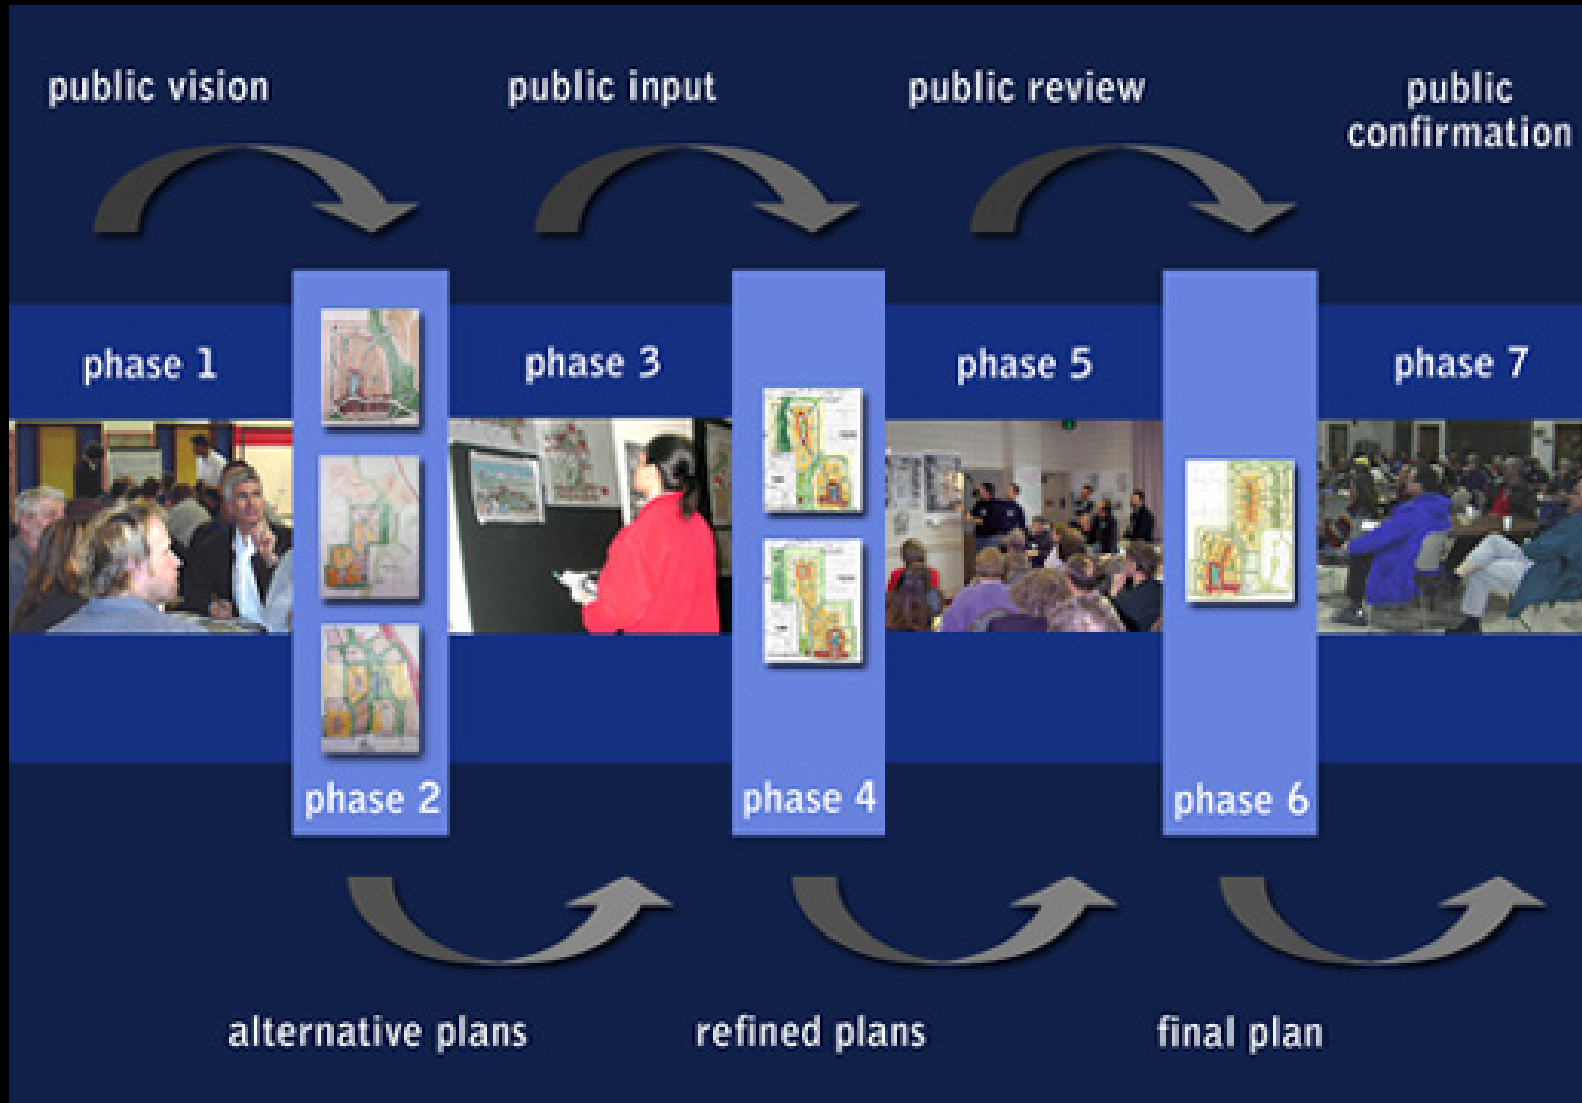 public vision
public input
public review
public
confirmation
phase 1
phase 3
phase 5
phase 7
phase 2
phase 4
phase 6
alternative plans
refined plans
final plan